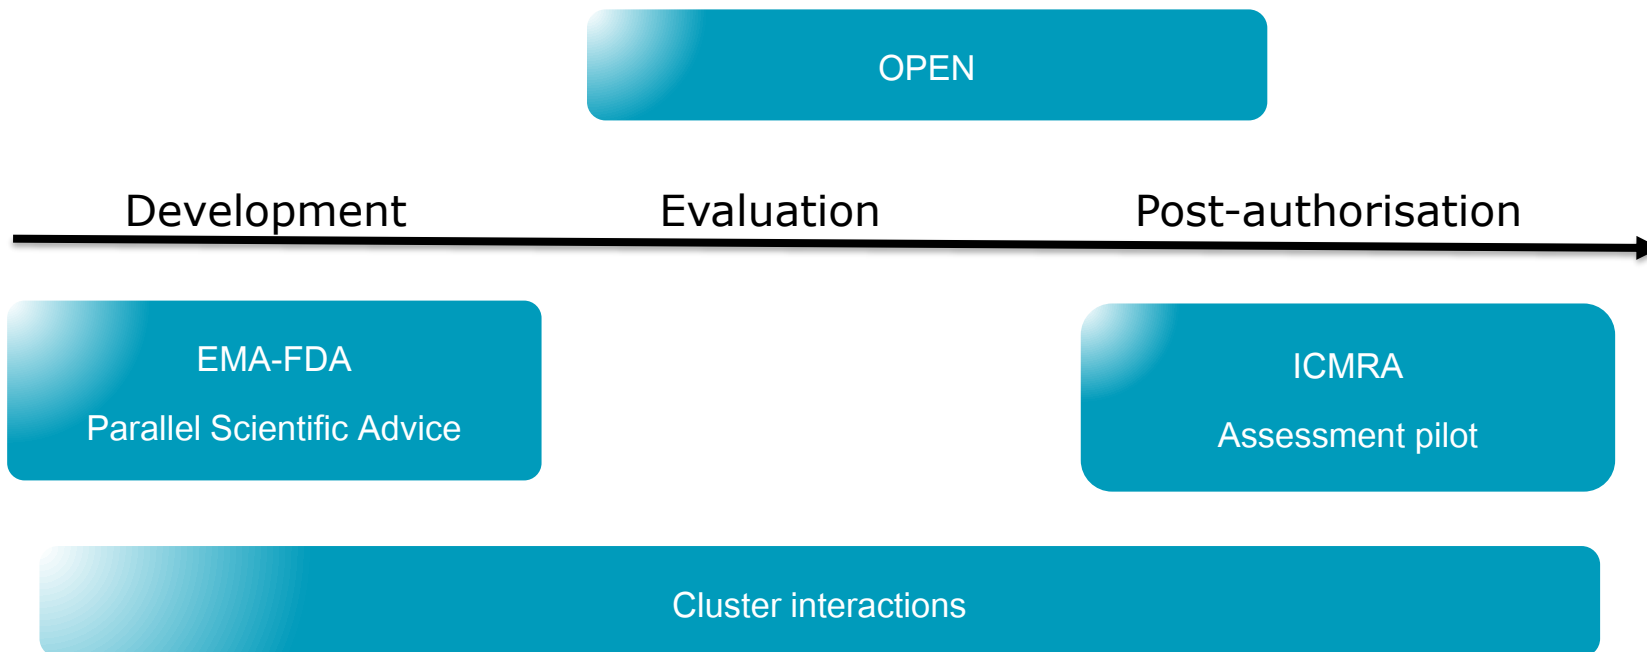 OPEN
Development
Evaluation
Post-authorisation
EMA-FDA
Parallel Scientific Advice
ICMRA
Assessment pilot
Cluster interactions